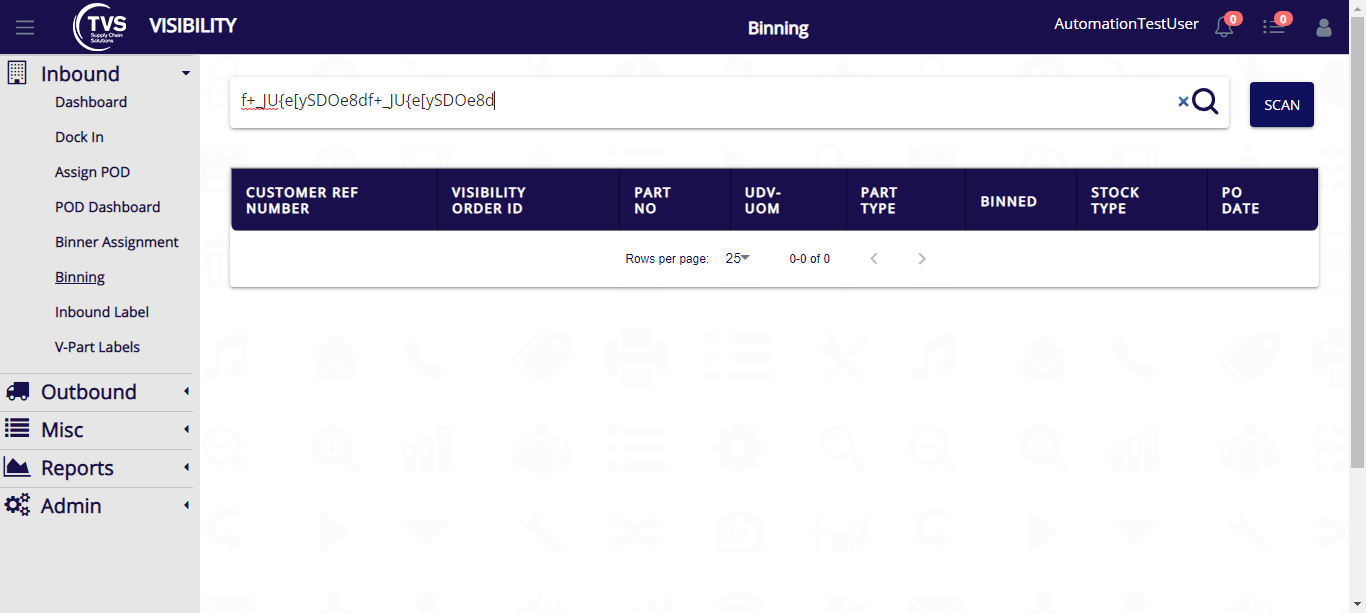 TVS
Supply Chain
Solutions
VISIBILITY
Binning
AutomationTestUser
0
0
Inbound
Dashboard
Dock In
Assign POD
POD Dashboard
Binner Assignment
Binning
Inbound Label
V-Part Labels
Outbound
Misc
Reports
Admin
f+_JU{e[ySDOe8df+_JU{e[ySDOe8d
SCAN
CUSTOMER REF
NUMBER
VISIBILITY
ORDER ID
PART
NO
UDV-
UOM
PART
TYPE
BINNED
STOCK
TYPE
PO
DATE
Rows per page: 25 0-0 of 0